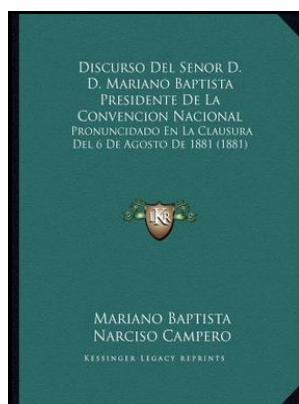 DISCURSO DEL SENOR D.
D. MARIANO BAPTISTA
PRESIDENTE DE LA
CONVENCION NACIONAL
PRONUNCIDADO EN LA CLAUSURA
DEL 6 DE AGOSTO DE 1881 (1881)
KR
MARIANO BAPTISTA
NARCISO CAMPERO
KESSINGER LEGACY REPRINTS